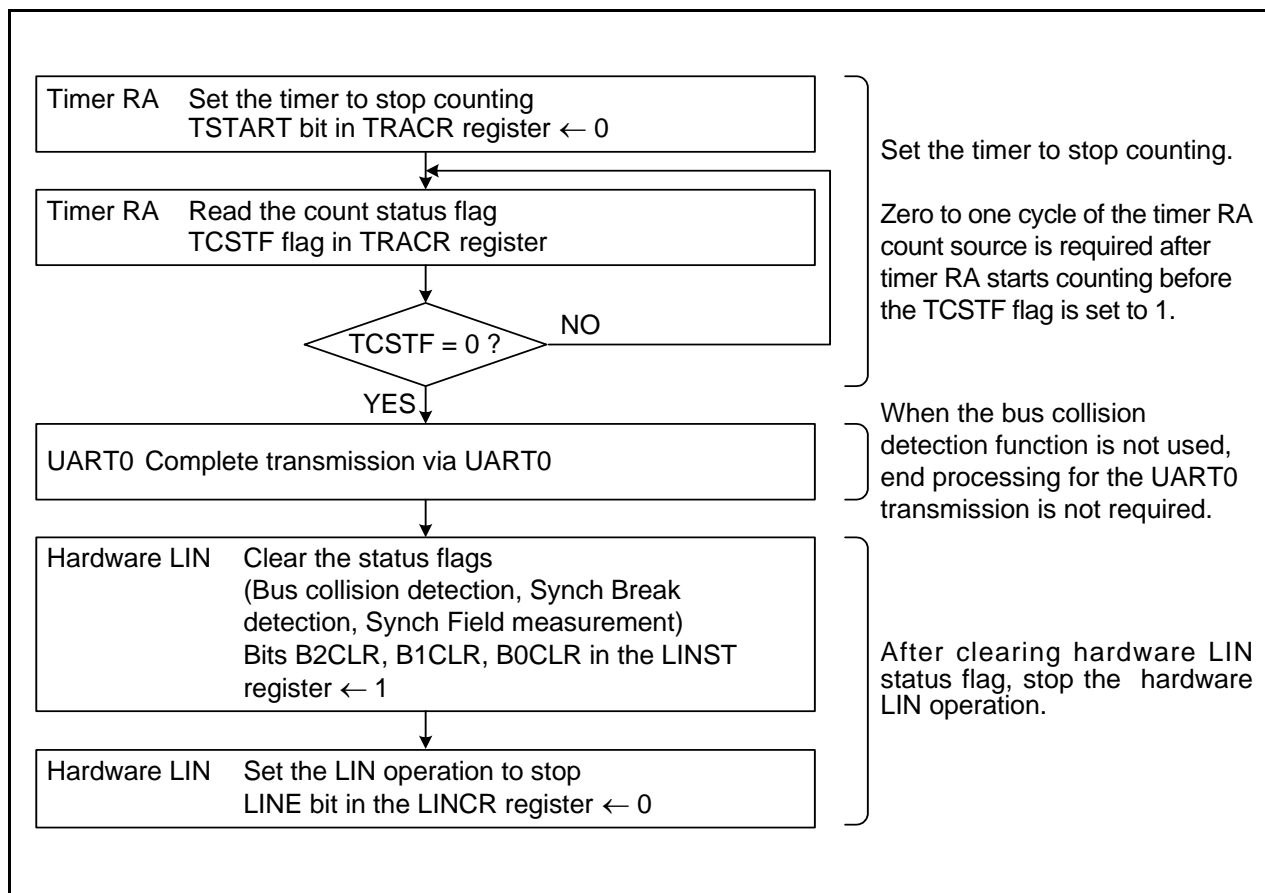 Timer RA Set the timer to stop counting
TSTART bit in TRACR register ← 0
Set the timer to stop counting.
Timer RA Read the count status flag
TCSTF flag in TRACR register
Zero to one cycle of the timer RA
count source is required after
timer RA starts counting before
the TCSTF flag is set to 1.
TCSTF = 0 ?
NO
YES
UART0 Complete transmission via UART0
When the bus collision
detection function is not used,
end processing for the UART0
transmission is not required.
Hardware LIN Clear the status flags
(Bus collision detection, Synch Break
detection, Synch Field measurement)
Bits B2CLR, B1CLR, B0CLR in the LINST
register ← 1
After clearing hardware LIN
status flag, stop the hardware
LIN operation.
Hardware LIN Set the LIN operation to stop
LINE bit in the LINCR register ← 0